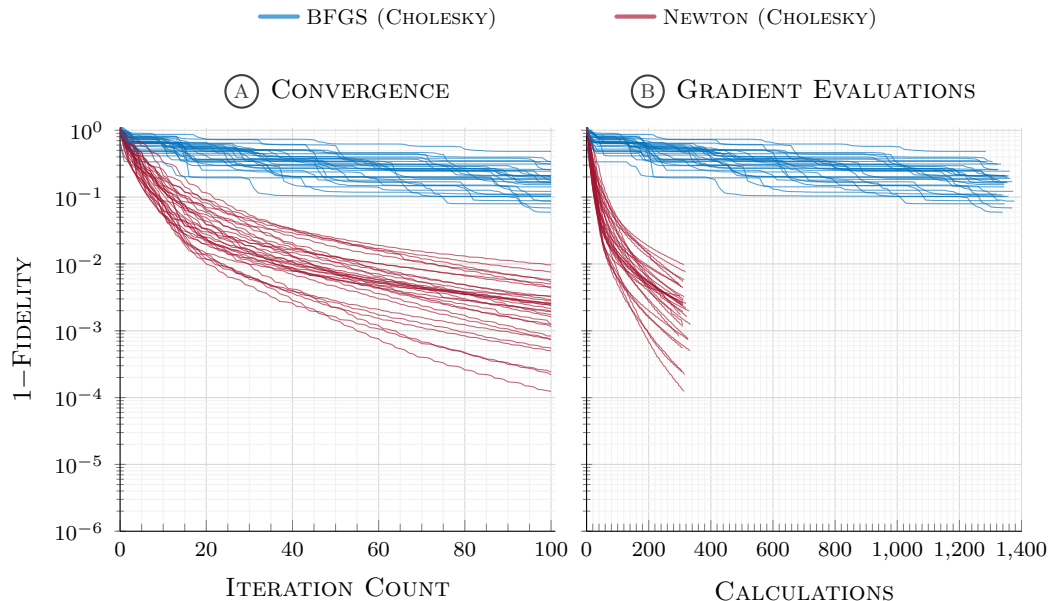 BFGS (Cholesky) Newton (Cholesky)
A Convergence
B Gradient Evaluations
1−Fidelity
10⁰
10⁻¹
10⁻²
10⁻³
10⁻⁴
10⁻⁵
10⁻⁶
0 20 40 60 80 100
0 200 400 600 800 1,000 1,200 1,400
Iteration Count
Calculations